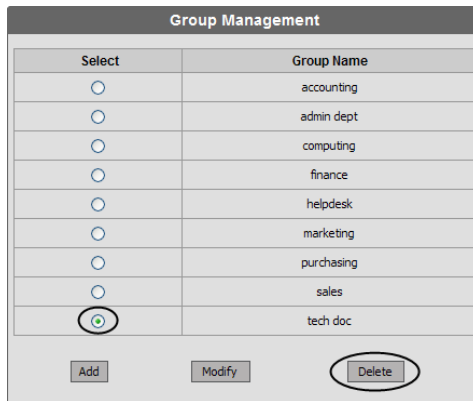 Group Management
Select Group Name
accounting
admin dept
computing
finance
helpdesk
marketing
purchasing
sales
tech doc
Add Modify Delete